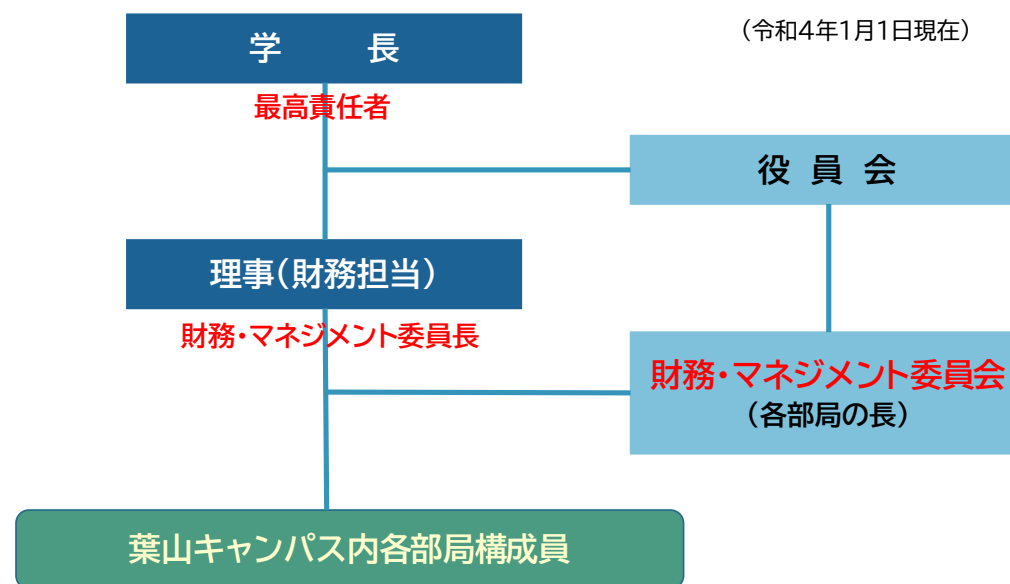 （令和4年1月1日現在）
学　　長
最高責任者
役 員 会
理事（財務担当）
財務・マネジメント委員長
財務・マネジメント委員会
（各部局の長）
葉山キャンパス内各部局構成員